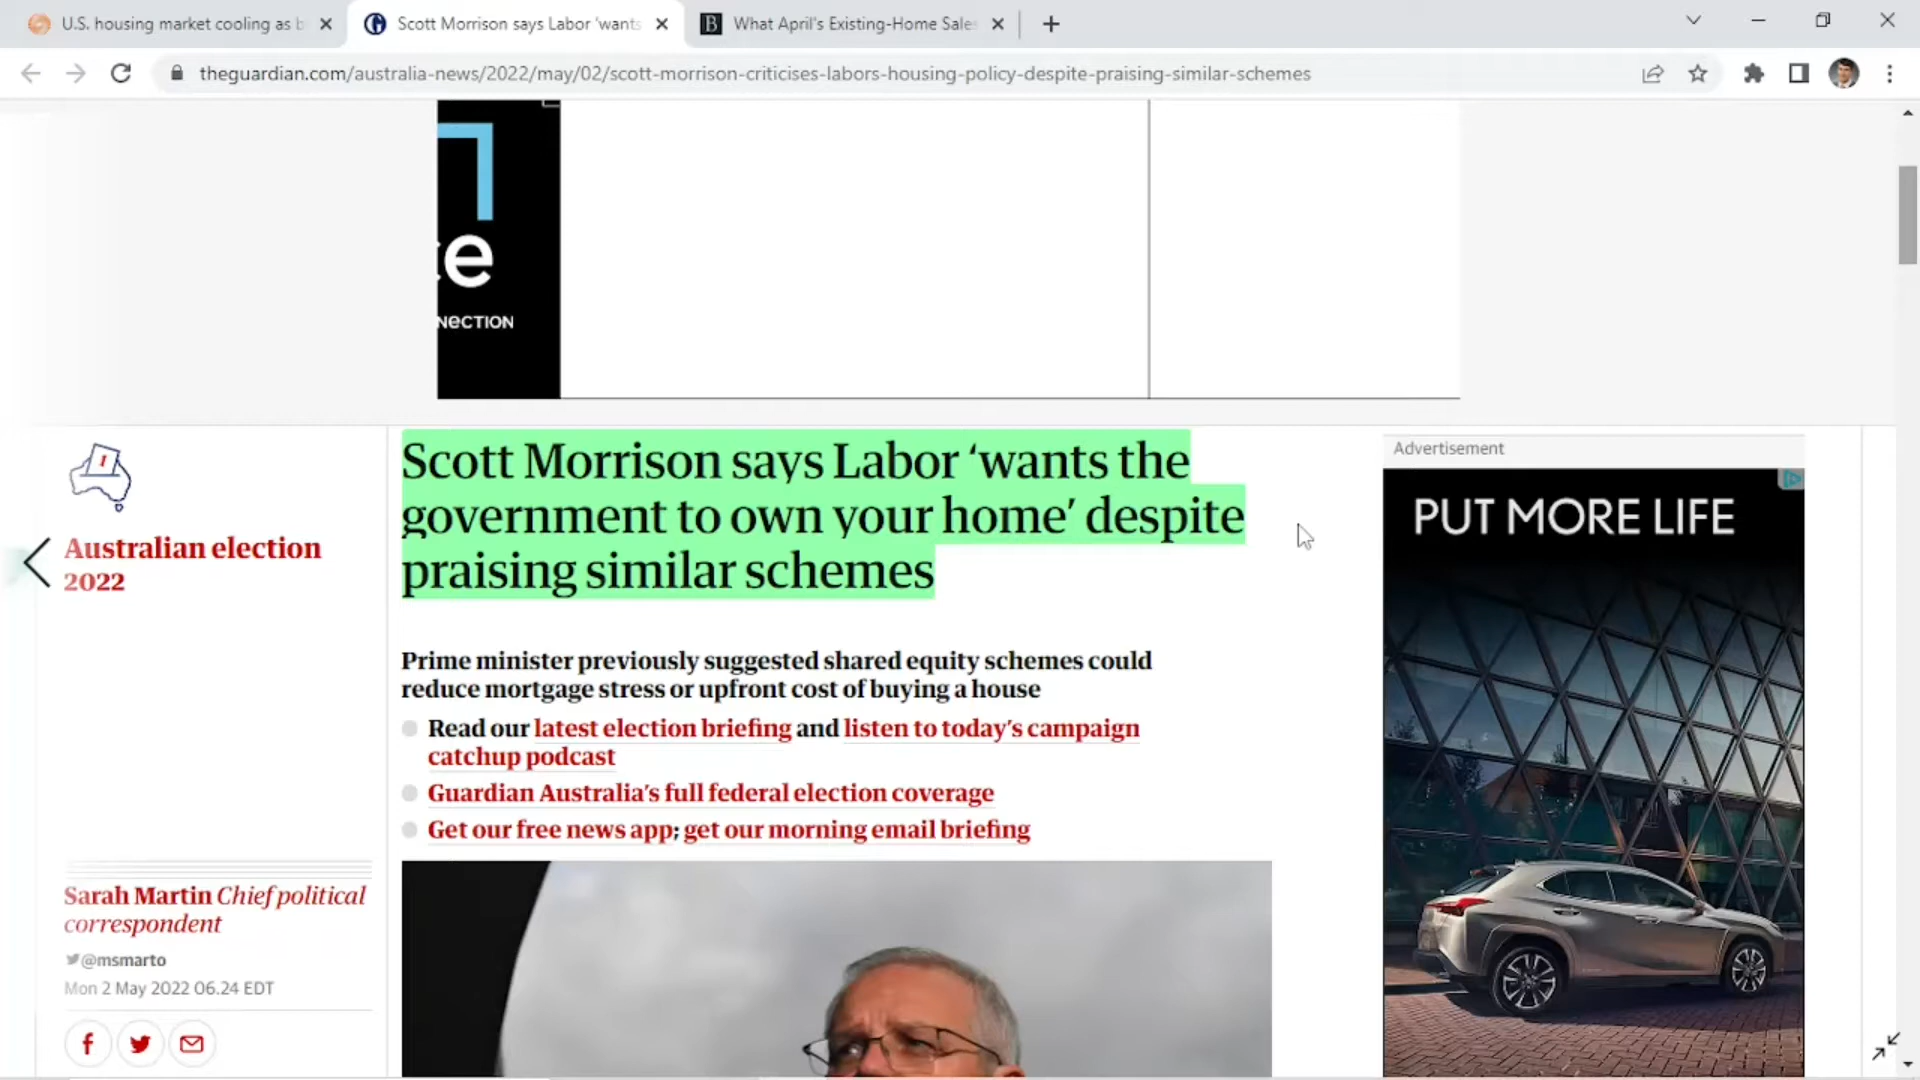 U.S. housing market cooling as b
Scott Morrison says Labor 'wants
B What April's Existing-Home Sales
theguardian.com/australia-news/2022/may/02/scott-morrison-criticises-labors-housing-policy-despite-praising-similar-schemes
ce
NECTION
Scott Morrison says Labor ‘wants the
government to own your home’ despite
praising similar schemes
Australian election
2022
Prime minister previously suggested shared equity schemes could
reduce mortgage stress or upfront cost of buying a house
Read our latest election briefing and listen to today’s campaign
catchup podcast
Guardian Australia’s full federal election coverage
Get our free news app; get our morning email briefing
Sarah Martin Chief political
correspondent
@msmarto
Mon 2 May 2022 06.24 EDT
Advertisement
PUT MORE LIFE